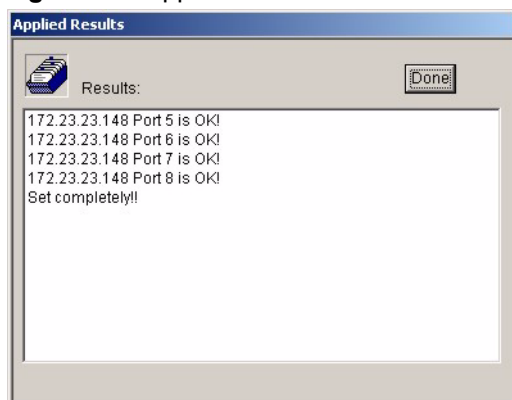 Applied Results
Results:
Done
172.23.23.148 Port 5 is OK!
172.23.23.148 Port 6 is OK!
172.23.23.148 Port 7 is OK!
172.23.23.148 Port 8 is OK!
Set completely!!